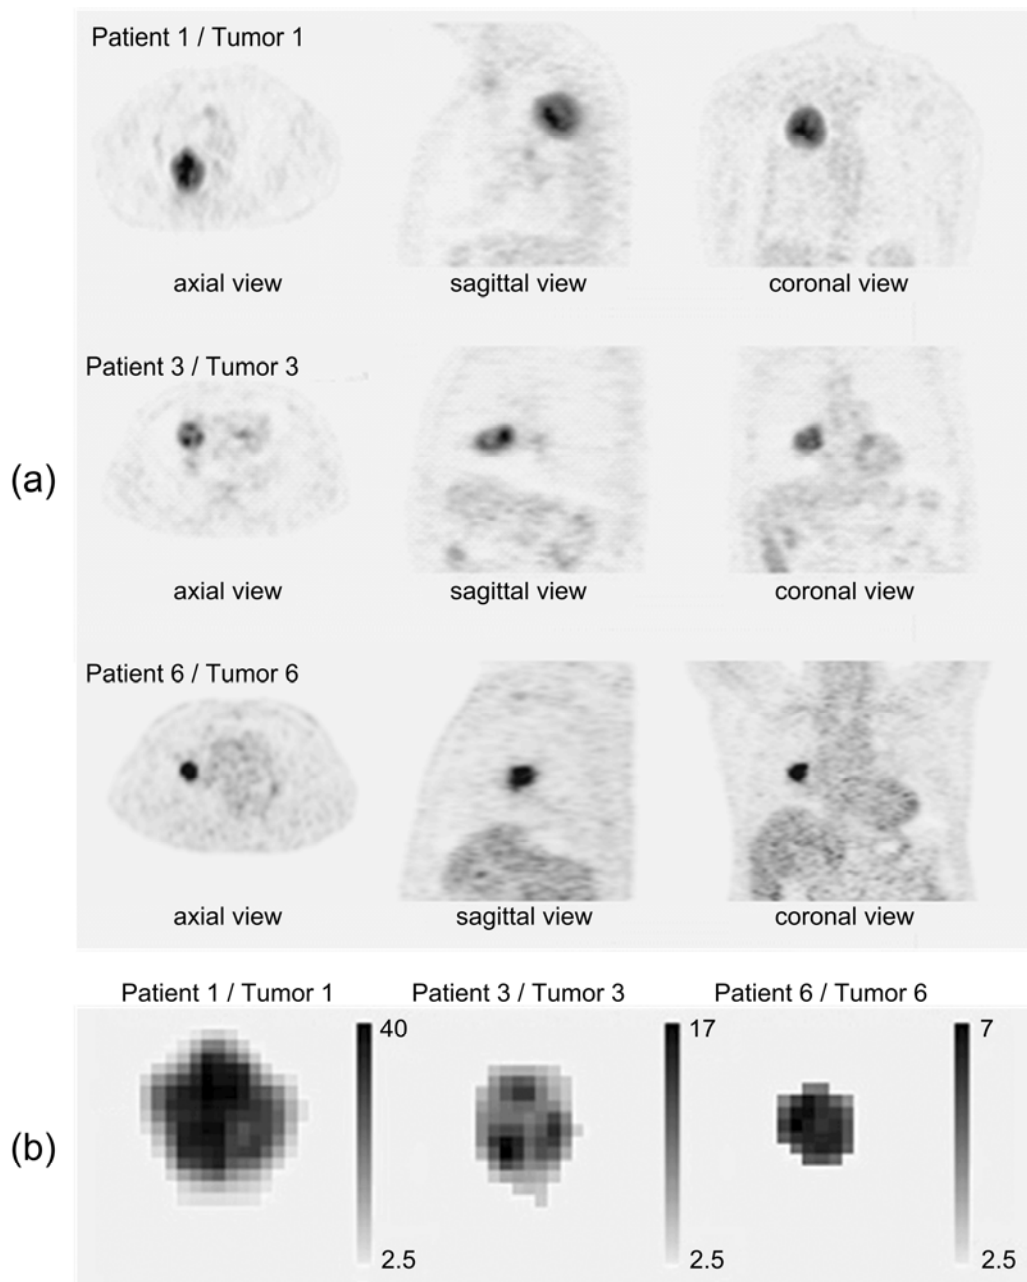 Patient 1 / Tumor 1
axial view sagittal view coronal view
Patient 3 / Tumor 3
(a)
axial view sagittal view coronal view
Patient 6 / Tumor 6
axial view sagittal view coronal view
Patient 1 / Tumor 1 Patient 3 / Tumor 3 Patient 6 / Tumor 6
40 17 7
(b)
2.5 2.5 2.5